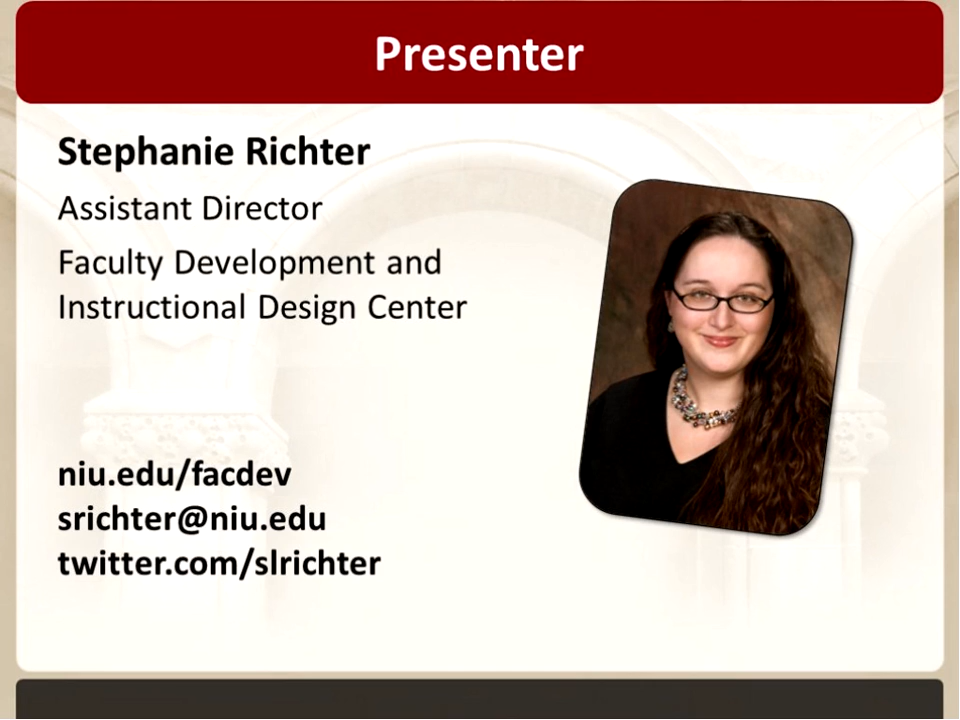 Presenter
Stephanie Richter
Assistant Director
Faculty Development and
Instructional Design Center
niu.edu/facdev
srichter@niu.edu
twitter.com/slrichter